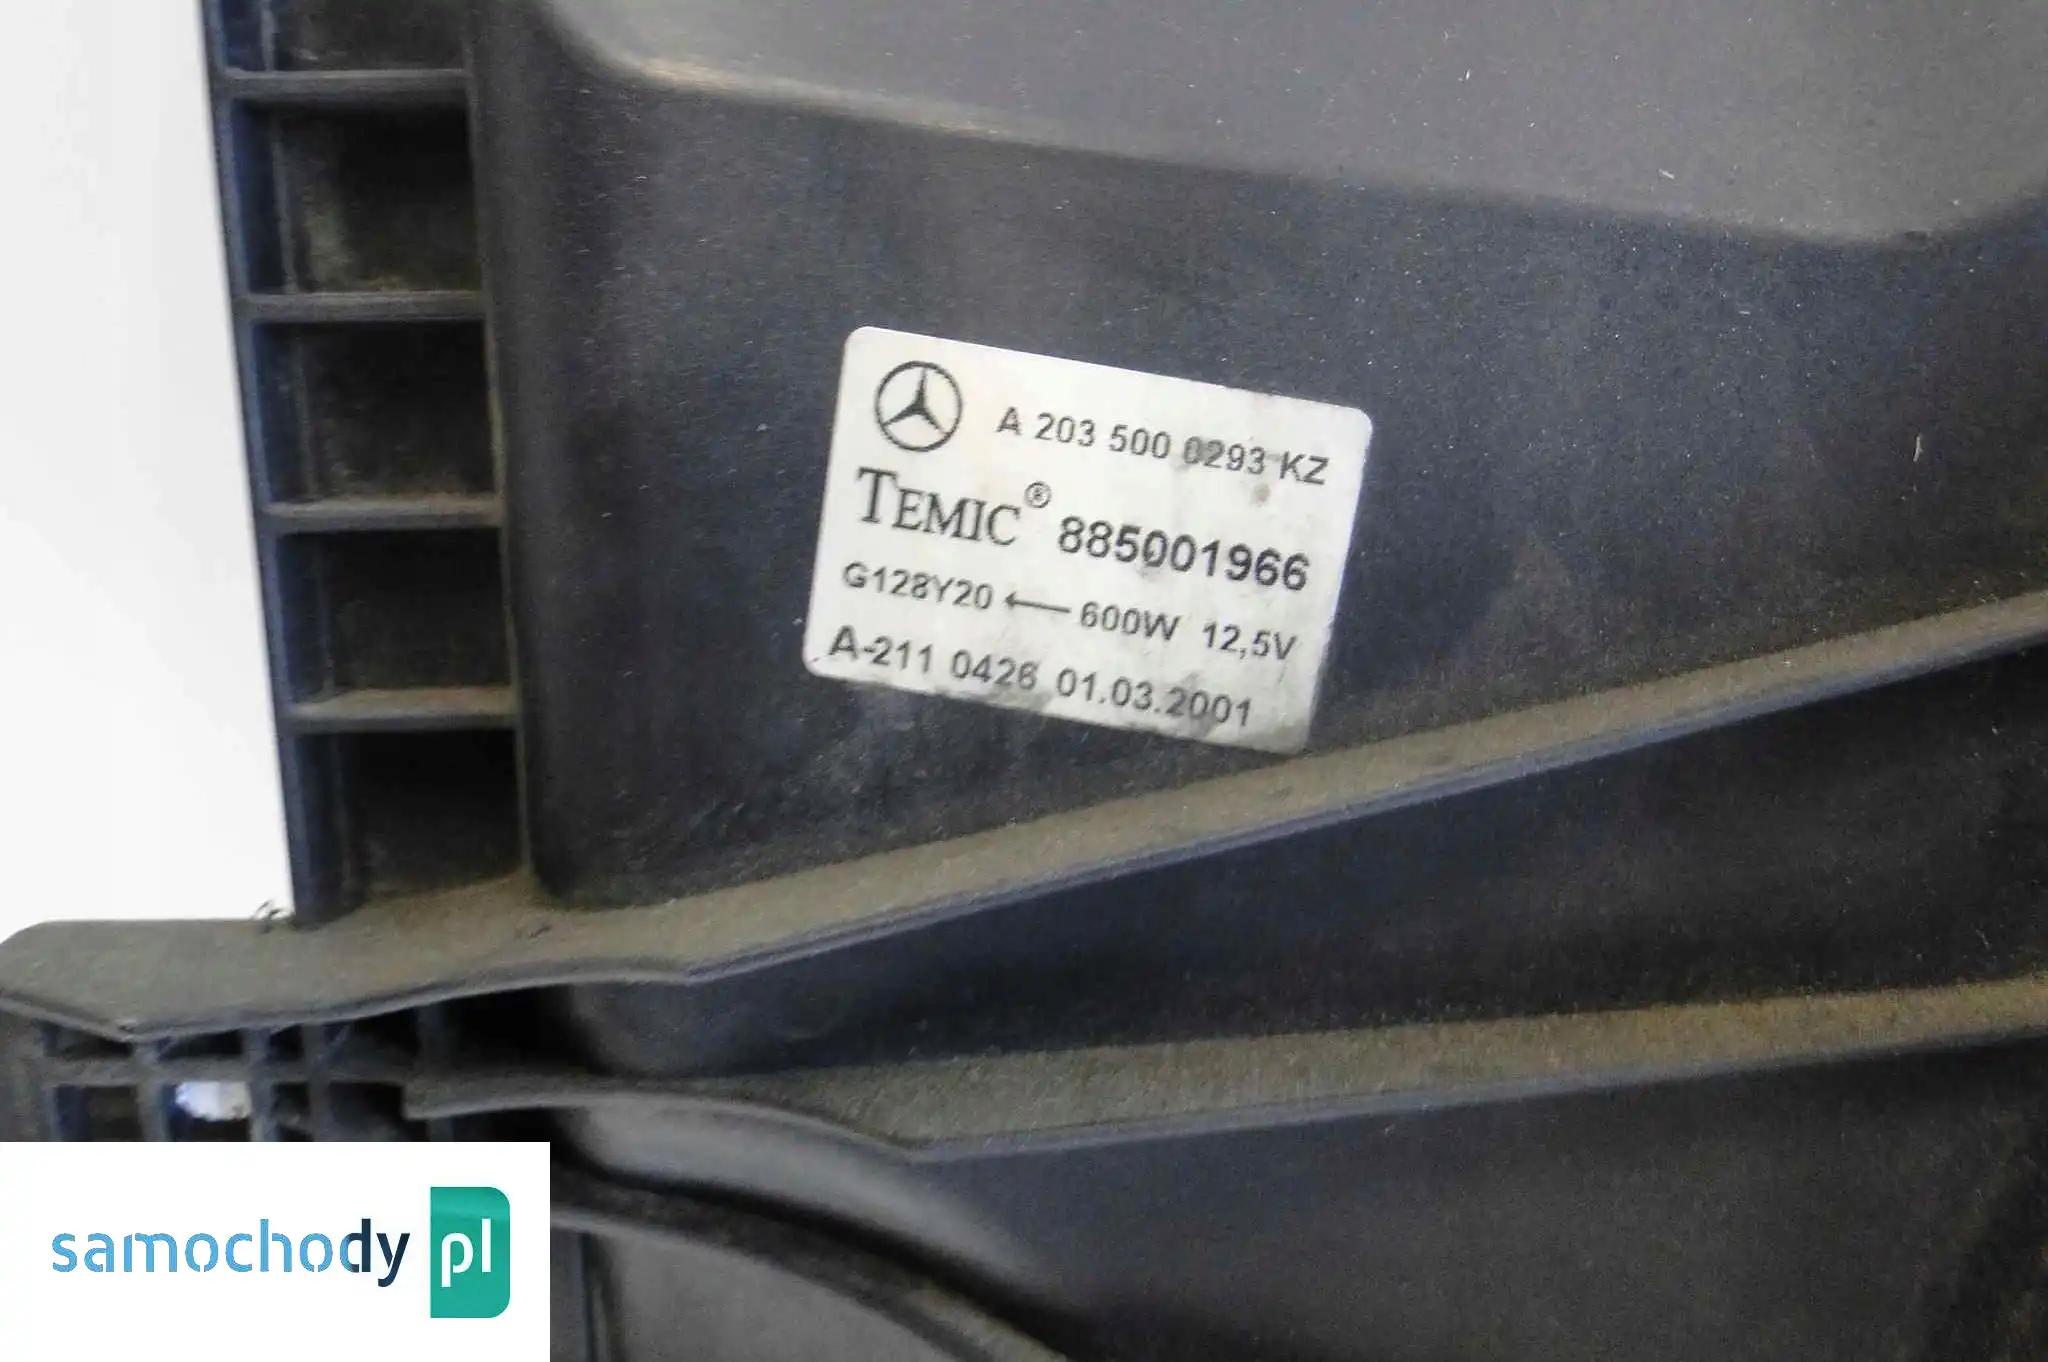 A 203 500 0293 KZ
TEMIC® 885001966
G128Y20 ← 600W 12,5V
A-211 0426 01.03.2001
samochody pl